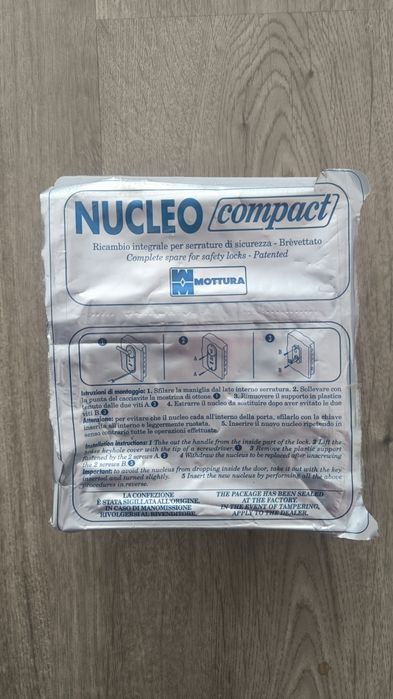 NUCLEO compact
Ricambio integrale per serrature di sicurezza - Brevettato
Complete spare for safety locks - Patented
MOTTURA
1 2 3
A B
A B
Istruzioni di montaggio: 1. Sfilare la maniglia dal lato interno serratura. 2. Sollevare con
la punta del cacciavite la mostrina di ottone. 1 3. Rimuovere il supporto in plastica
tenuto dalle due viti A. 2 4. Estrarre il nucleo da sostituire dopo aver svitato le due
viti B. 3
Attenzione: per evitare che il nucleo cada all'interno della porta, sfilarlo con la chiave
inserita all'interno e leggermente ruotata. 5. Inserire il nuovo nucleo ripetendo in
senso contrario tutte le operazioni effettuate.
Installation Instructions: 1 Take out the handle from the inside part of the lock. 2 Lift the
brass keyhole cover with the tip of a screwdriver. 1 3 Remove the plastic support
fastened by the 2 screws A. 2 4 Withdraw the nucleus to be replaced after unscrewing
the 2 screws B. 3
Important: to avoid the nucleus from dropping inside the door, take it out with the key
inserted and turned slightly. 5 Insert the new nucleus by performing all the above
procedures in reverse.
LA CONFEZIONE
È STATA SIGILLATA ALL'ORIGINE.
IN CASO DI MANOMISSIONE
RIVOLGERSI AL RIVENDITORE.
THE PACKAGE HAS BEEN SEALED
AT THE FACTORY.
IN THE EVENT OF TAMPERING,
APPLY TO THE DEALER.